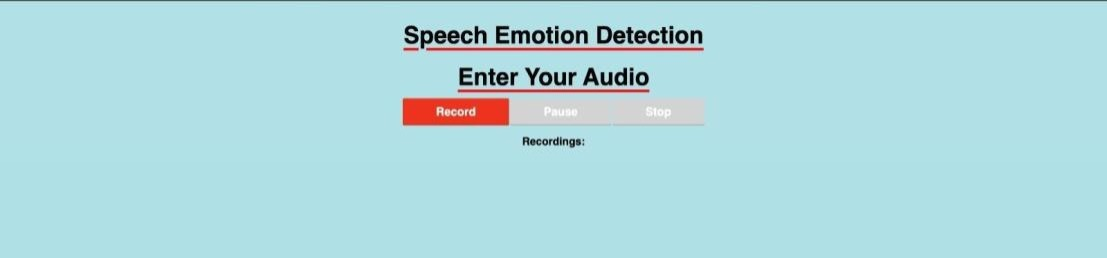 Speech Emotion Detection
Enter Your Audio
Record Pause Stop
Recordings: